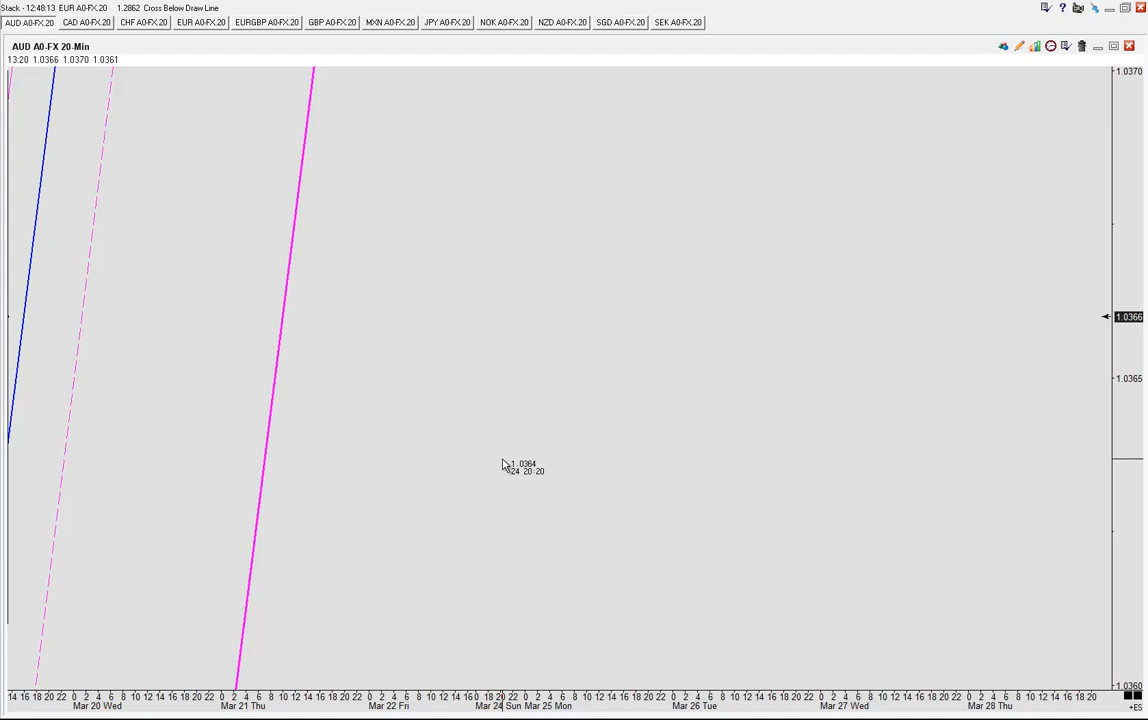 Stack - 12:48:13 EUR A0-FX 20 1.2862 Cross Below Draw Line
AUD A0-FX.20 CAD A0-FX.20 CHF A0-FX.20 EUR A0-FX.20 EURGBP A0-FX.20 GBP A0-FX.20 MXN A0-FX.20 JPY A0-FX.20 NOK A0-FX.20 NZD A0-FX.20 SGD A0-FX.20 SEK A0-FX.20
AUD A0-FX 20-Min
13:20 1.0366 1.0370 1.0361
1.0370
1.0366
1.0365
1.0364
24 20:20
1.0360
14 16 18 20 22 0 2 4 6 8 10 12 14 16 18 20 22 0 2 4 6 8 10 12 14 16 18 20 22 0 2 4 6 8 10 12 14 16 18 20 22 0 2 4 6 8 10 12 14 16 18 20 22 0 2 4 6 8 10 12 14 16 18 20 22 0 2 4 6 8 10 12 14 16 18 20 22 0 2 4 6 8 10 12 14 16 18 20
Mar 20 Wed Mar 21 Thu Mar 22 Fri Mar 24 Sun Mar 25 Mon Mar 26 Tue Mar 27 Wed Mar 28 Thu
+ES